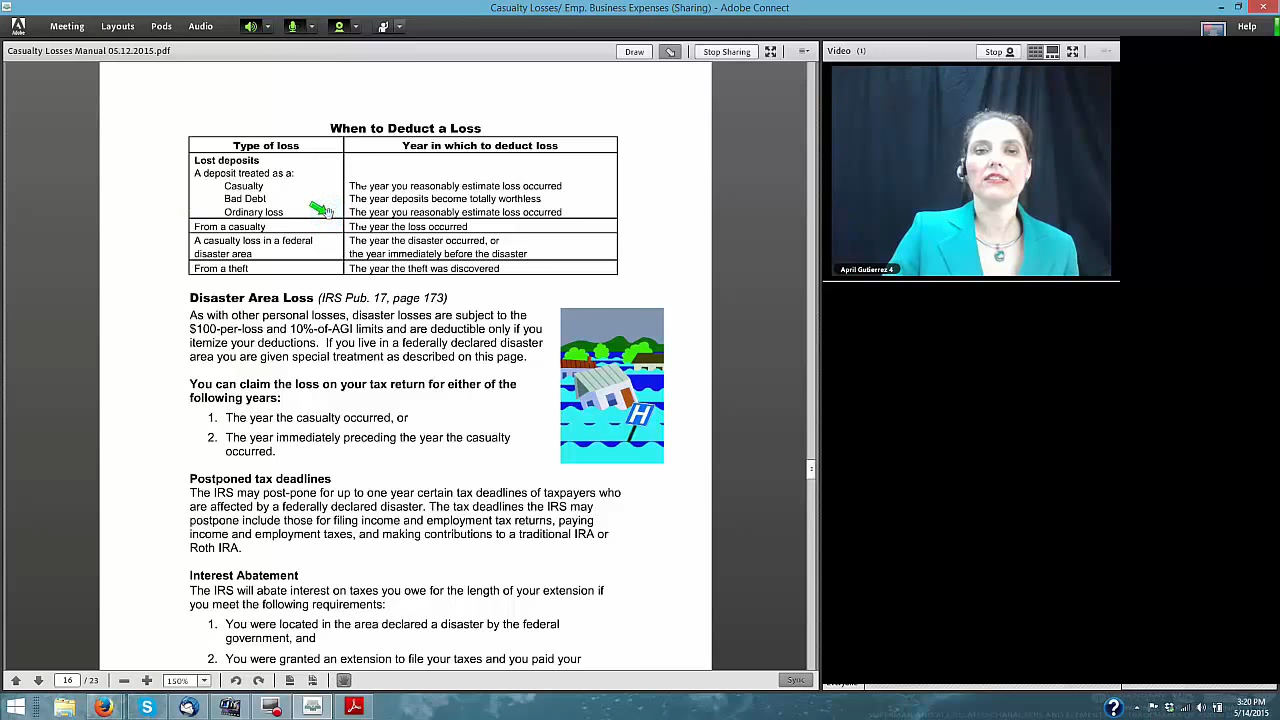 Casualty Losses/ Emp. Business Expenses (Sharing) - Adobe Connect
Meeting Layouts Pods Audio Help
Casualty Losses Manual 05.12.2015.pdf
Draw
Stop Sharing
Video (1)
Stop
When to Deduct a Loss
Type of loss Year in which to deduct loss
Lost deposits
A deposit treated as a:
Casualty The year you reasonably estimate loss occurred
Bad Debt The year deposits become totally worthless
Ordinary loss The year you reasonably estimate loss occurred
From a casualty The year the loss occurred
A casualty loss in a federal The year the disaster occurred, or
disaster area the year immediately before the disaster
From a theft The year the theft was discovered
April Gutierrez 4
Disaster Area Loss (IRS Pub. 17, page 173)
As with other personal losses, disaster losses are subject to the
$100-per-loss and 10%-of-AGI limits and are deductible only if you
itemize your deductions. If you live in a federally declared disaster
area you are given special treatment as described on this page.
You can claim the loss on your tax return for either of the
following years:
1. The year the casualty occurred, or
2. The year immediately preceding the year the casualty
occurred.
H
Postponed tax deadlines
The IRS may post-pone for up to one year certain tax deadlines of taxpayers who
are affected by a federally declared disaster. The tax deadlines the IRS may
postpone include those for filing income and employment tax returns, paying
income and employment taxes, and making contributions to a traditional IRA or
Roth IRA.
Interest Abatement
The IRS will abate interest on taxes you owe for the length of your extension if
you meet the following requirements:
1. You were located in the area declared a disaster by the federal
government, and
2. You were granted an extension to file your taxes and you paid your
16 / 23
150%
Sync
3:20 PM
5/14/2015